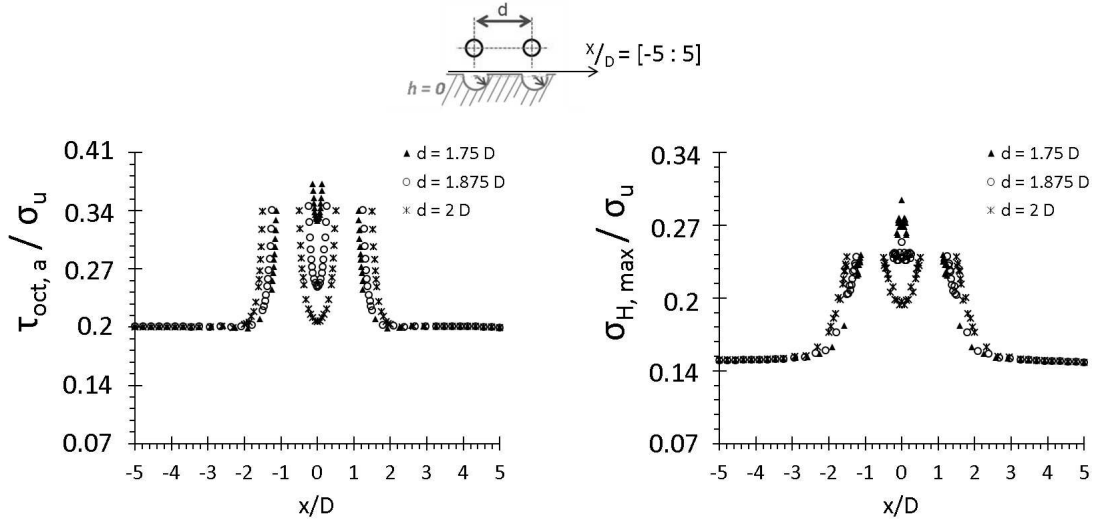 d
X/D = [-5 : 5]
h = 0
τoct, a / σu
0.41
0.34
0.27
0.2
0.14
0.07
▲ d = 1.75 D
○ d = 1.875 D
✳ d = 2 D
-5 -4 -3 -2 -1 0 1 2 3 4 5
x/D
σH, max / σu
0.34
0.27
0.2
0.14
0.07
▲ d = 1.75 D
○ d = 1.875 D
✳ d = 2 D
-5 -4 -3 -2 -1 0 1 2 3 4 5
x/D